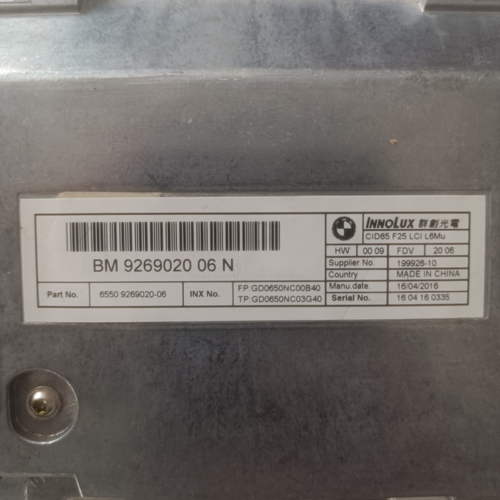 BM 9269020 06 N
Part No. 6550 9269020-06 INX No. FP:GD0650NC00B40
TP:GD0650NC03G40
BMW
INNOLUX 群創光電
CID65 F25 LCI L6Mu
HW 00 09 FDV 20 06
Supplier No. 199926-10
Country MADE IN CHINA
Manu.date 16/04/2016
Serial No. 16 04 16 0335